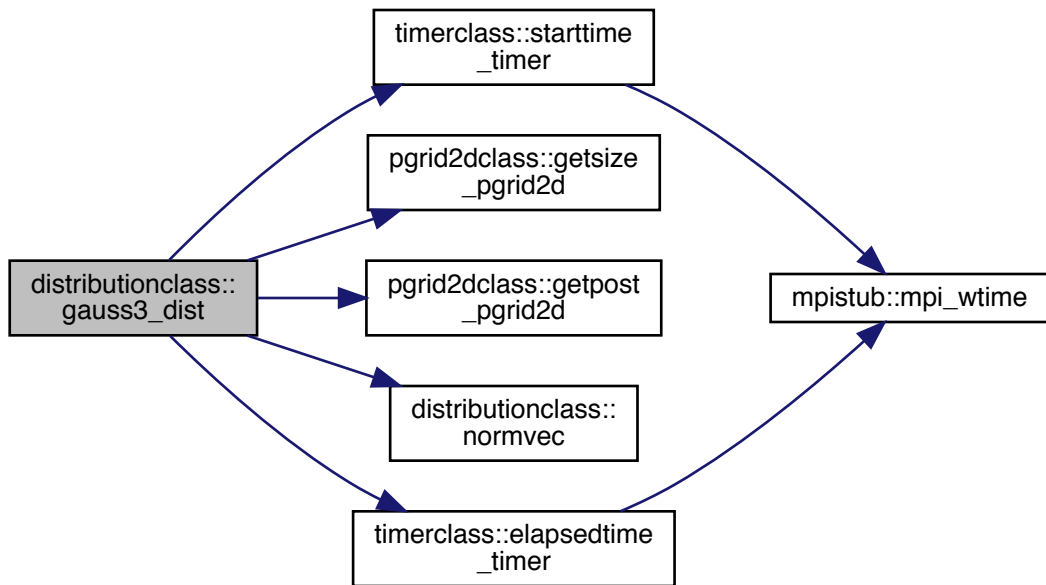 timerclass::starttime
_timer
pgrid2dclass::getsize
_pgrid2d
distributionclass::
gauss3_dist
pgrid2dclass::getpost
_pgrid2d
mpistub::mpi_wtime
distributionclass::
normvec
timerclass::elapsedtime
_timer